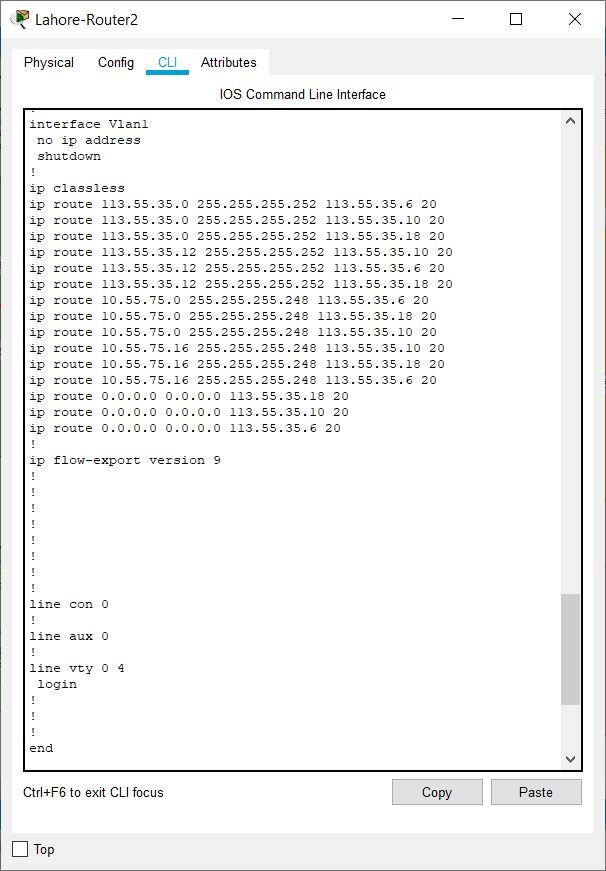 Lahore-Router2
Physical Config CLI Attributes
IOS Command Line Interface
!
interface Vlan1
 no ip address
 shutdown
!
ip classless
ip route 113.55.35.0 255.255.255.252 113.55.35.6 20
ip route 113.55.35.0 255.255.255.252 113.55.35.10 20
ip route 113.55.35.0 255.255.255.252 113.55.35.18 20
ip route 113.55.35.12 255.255.255.252 113.55.35.10 20
ip route 113.55.35.12 255.255.255.252 113.55.35.6 20
ip route 113.55.35.12 255.255.255.252 113.55.35.18 20
ip route 10.55.75.0 255.255.255.248 113.55.35.6 20
ip route 10.55.75.0 255.255.255.248 113.55.35.18 20
ip route 10.55.75.0 255.255.255.248 113.55.35.10 20
ip route 10.55.75.16 255.255.255.248 113.55.35.10 20
ip route 10.55.75.16 255.255.255.248 113.55.35.18 20
ip route 10.55.75.16 255.255.255.248 113.55.35.6 20
ip route 0.0.0.0 0.0.0.0 113.55.35.18 20
ip route 0.0.0.0 0.0.0.0 113.55.35.10 20
ip route 0.0.0.0 0.0.0.0 113.55.35.6 20
!
ip flow-export version 9
!
!
!
!
!
!
!
!
line con 0
!
line aux 0
!
line vty 0 4
 login
!
!
!
end
Ctrl+F6 to exit CLI focus
Copy Paste
Top